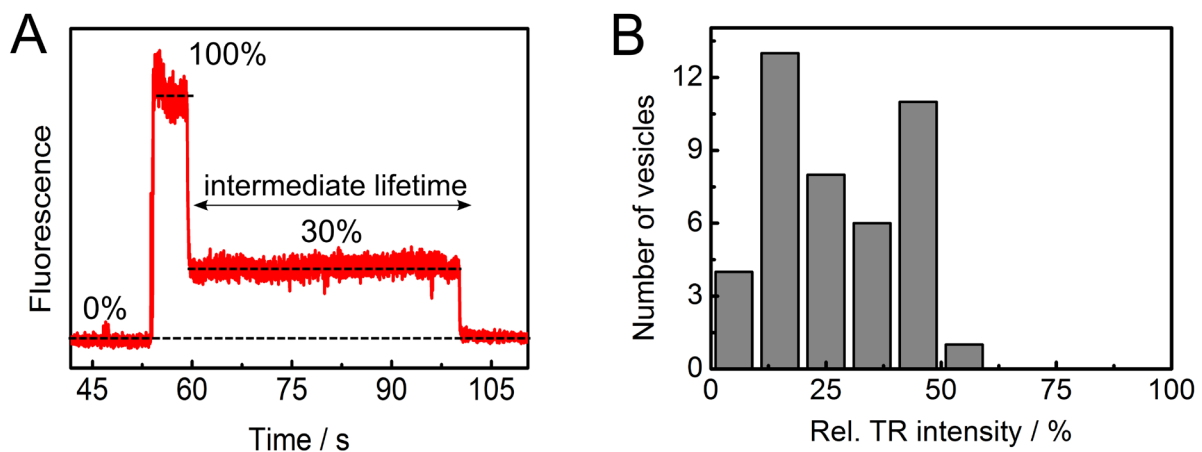 A
Fluorescence
100%
intermediate lifetime
30%
0%
45 60 75 90 105
Time / s
B
Number of vesicles
12
9
6
3
0
0 25 50 75 100
Rel. TR intensity / %